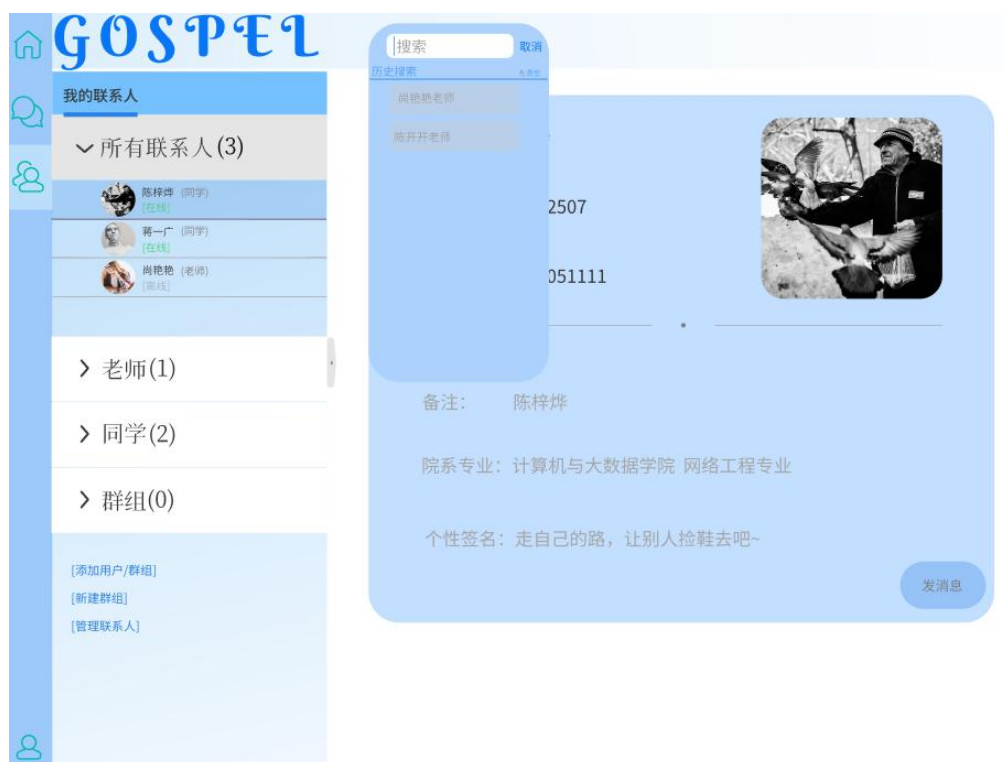 GOSPEL
我的联系人
所有联系人(3)
陈梓烨 (同学)
[在线]
蒋一广 (同学)
[在线]
尚艳艳 (老师)
[离线]
老师(1)
同学(2)
群组(0)
[添加用户/群组]
[新建群组]
[管理联系人]
搜索 取消
历史搜索
尚艳艳老师
陈开开老师
2507
051111
备注: 陈梓烨
院系专业: 计算机与大数据学院 网络工程专业
个性签名: 走自己的路，让别人捡鞋去吧~
发消息